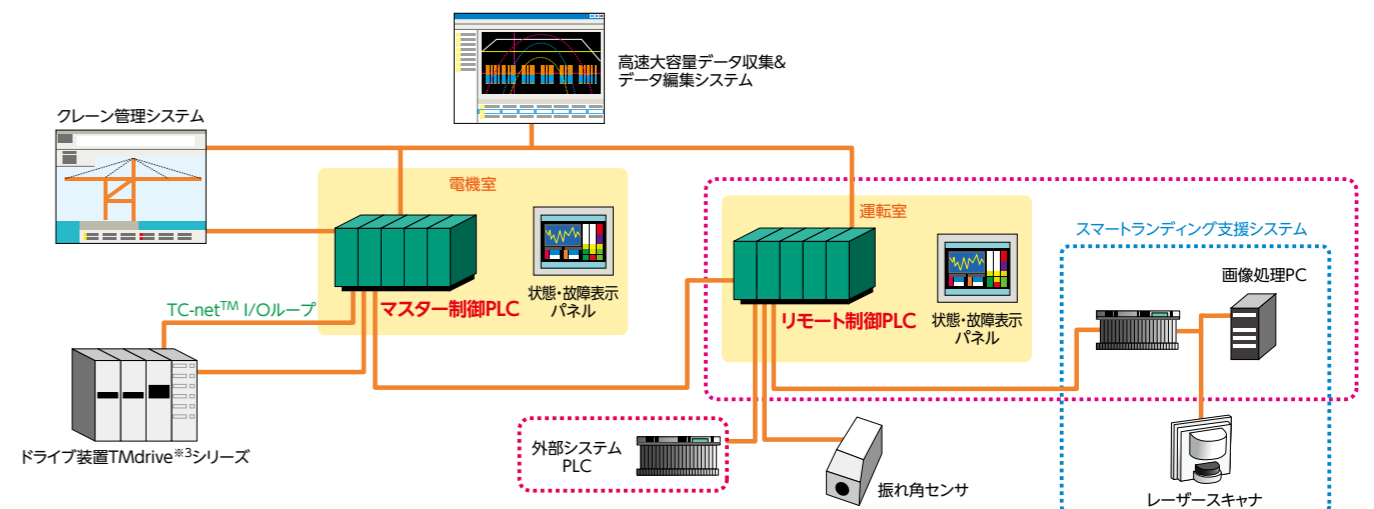 高速大容量データ収集&
データ編集システム
クレーン管理システム
電機室
運転室
スマートランディング支援システム
画像処理PC
TC-net™ I/Oループ
マスター制御PLC
状態・故障表示
パネル
リモート制御PLC
状態・故障表示
パネル
ドライブ装置TMdrive※3シリーズ
外部システム
PLC
振れ角センサ
レーザースキャナ